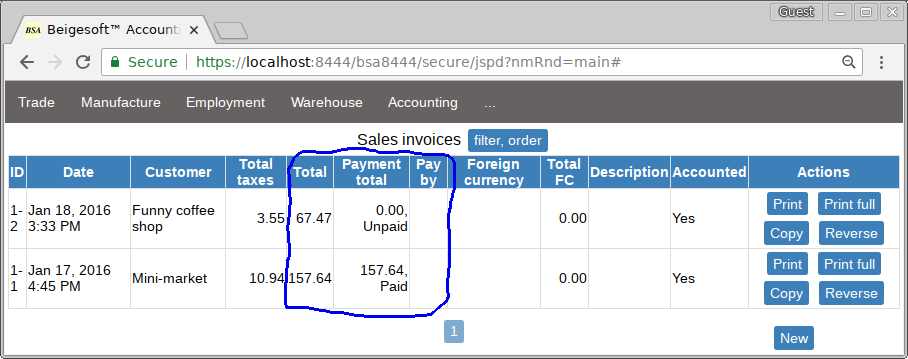 Guest
BSA Beigesoft™ Accounti
Secure https://localhost:8444/bsa8444/secure/jspd?nmRnd=main#
Trade Manufacture Employment Warehouse Accounting ...
Sales invoices filter, order
ID Date Customer Total taxes Total Payment total Pay by Foreign currency Total FC Description Accounted Actions
1-2 Jan 18, 2016 3:33 PM Funny coffee shop 3.55 67.47 0.00, Unpaid 0.00 Yes Print Print full
Copy Reverse
1-1 Jan 17, 2016 4:45 PM Mini-market 10.94 157.64 157.64, Paid 0.00 Yes Print Print full
Copy Reverse
1
New